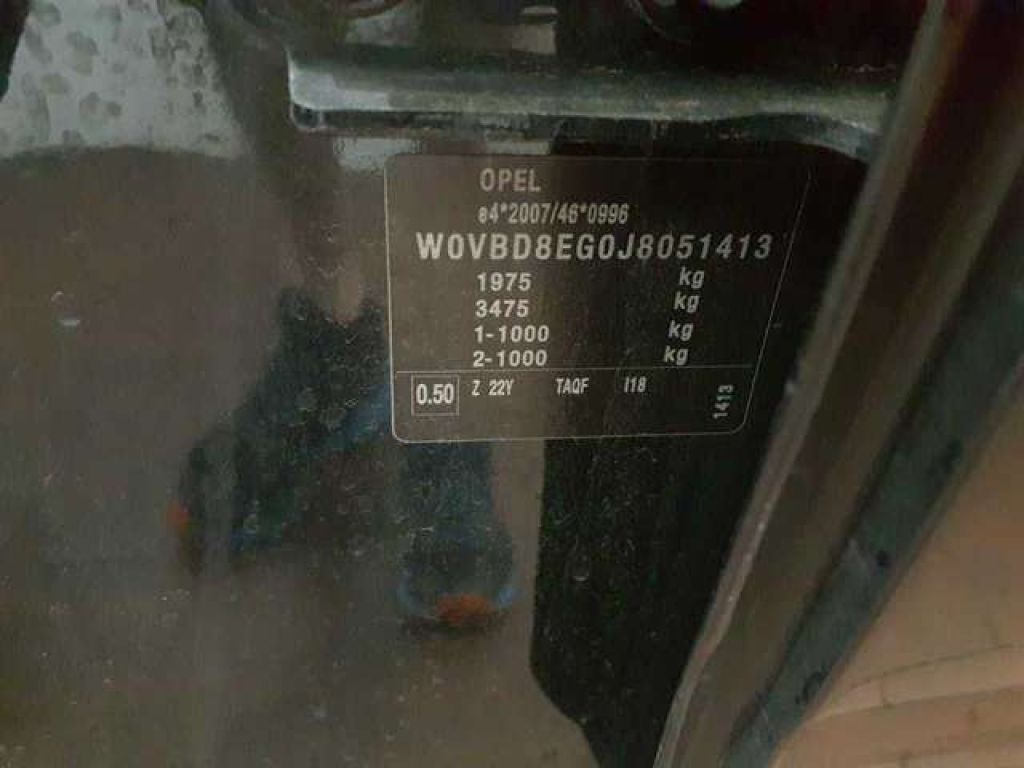 OPEL
e4*2007/46*0996
W0VBD8EG0J8051413
1975 kg
3475 kg
1-1000 kg
2-1000 kg
0.50 Z 22Y TAQF I18 1413